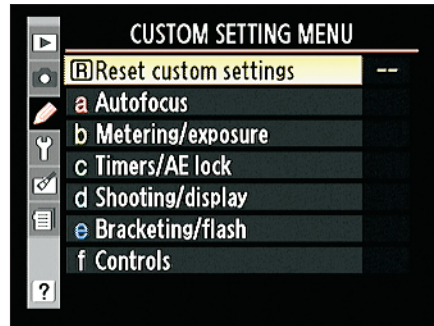 CUSTOM SETTING MENU
R Reset custom settings --
a Autofocus
b Metering/exposure
c Timers/AE lock
d Shooting/display
e Bracketing/flash
f Controls
?